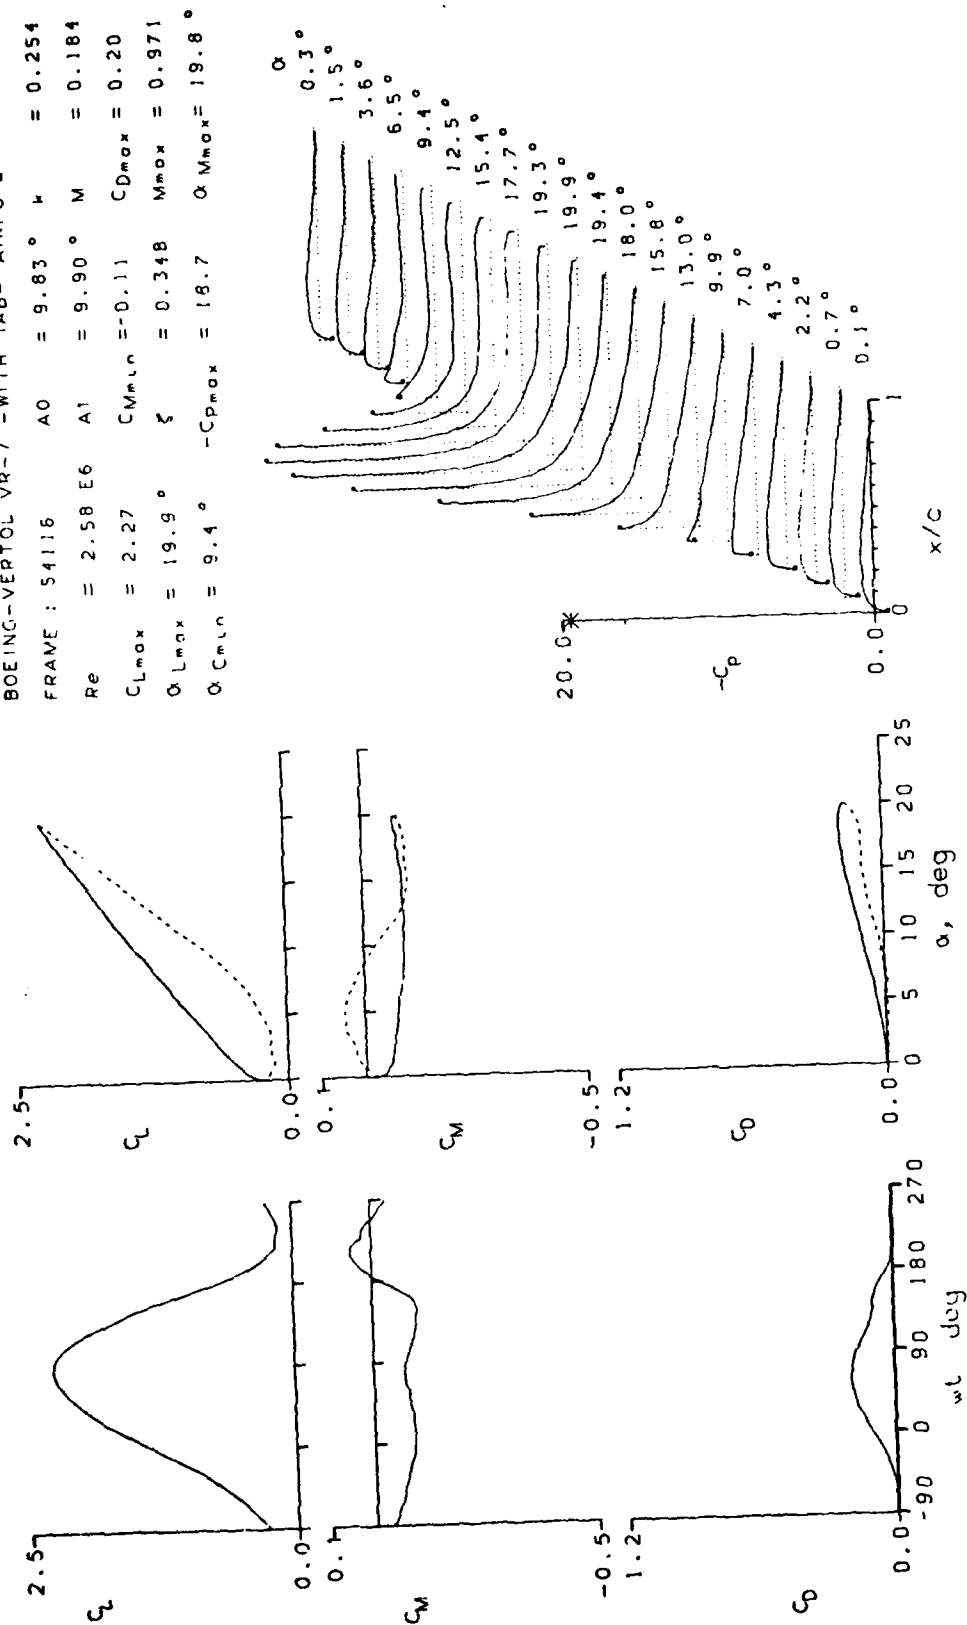 BOEING-VERTOL VR-7 -WITH TAB-
FRAME : 54116 A0 = 9.83° k = 0.254
Re = 2.58 E6 A1 = 9.90° M = 0.184
CLmax = 2.27 CMmin =-0.11 CDmax = 0.20
αLmax = 19.9° ζ = 0.348 Mmax = 0.971
αCmin = 9.4° -CPmax = 18.7 αMmax= 19.8°
α
0.3°
1.5°
3.6°
6.5°
9.4°
12.5°
15.4°
17.7°
19.3°
19.9°
19.4°
18.0°
15.8°
13.0°
9.9°
7.0°
4.3°
2.2°
0.7°
0.1°
20.0
-Cp
0.0
0 1
x/c
2.5
CL
0.0
0.1
CM
-0.5
1.2
CD
0.0
0 5 10 15 20 25
α, deg
2.5
CL
0.0
0.1
CM
-0.5
1.2
CD
0.0
-90 0 90 180 270
wt deg